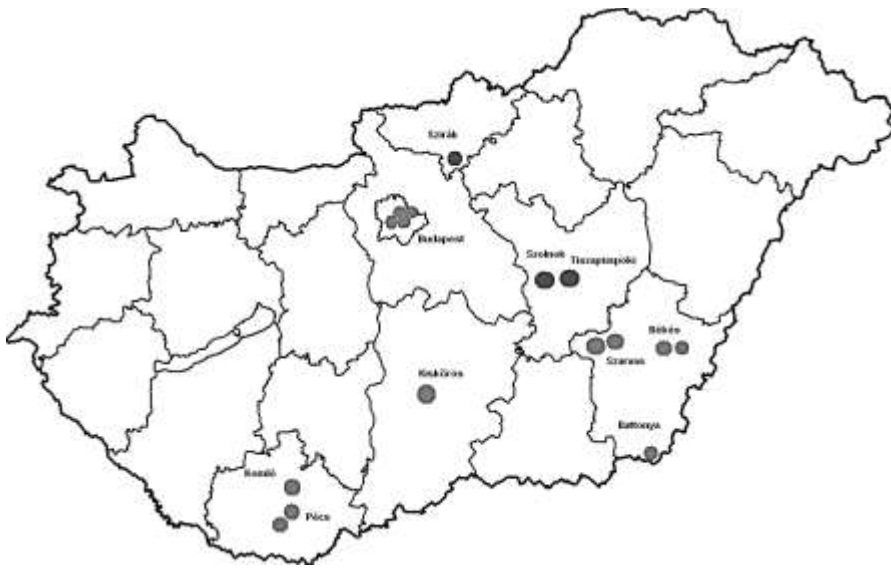 Szirák
Budapest
Szolnok
Tiszapüspöki
Békés
Szarvas
Kiskőrös
Battonya
Komló
Pécs